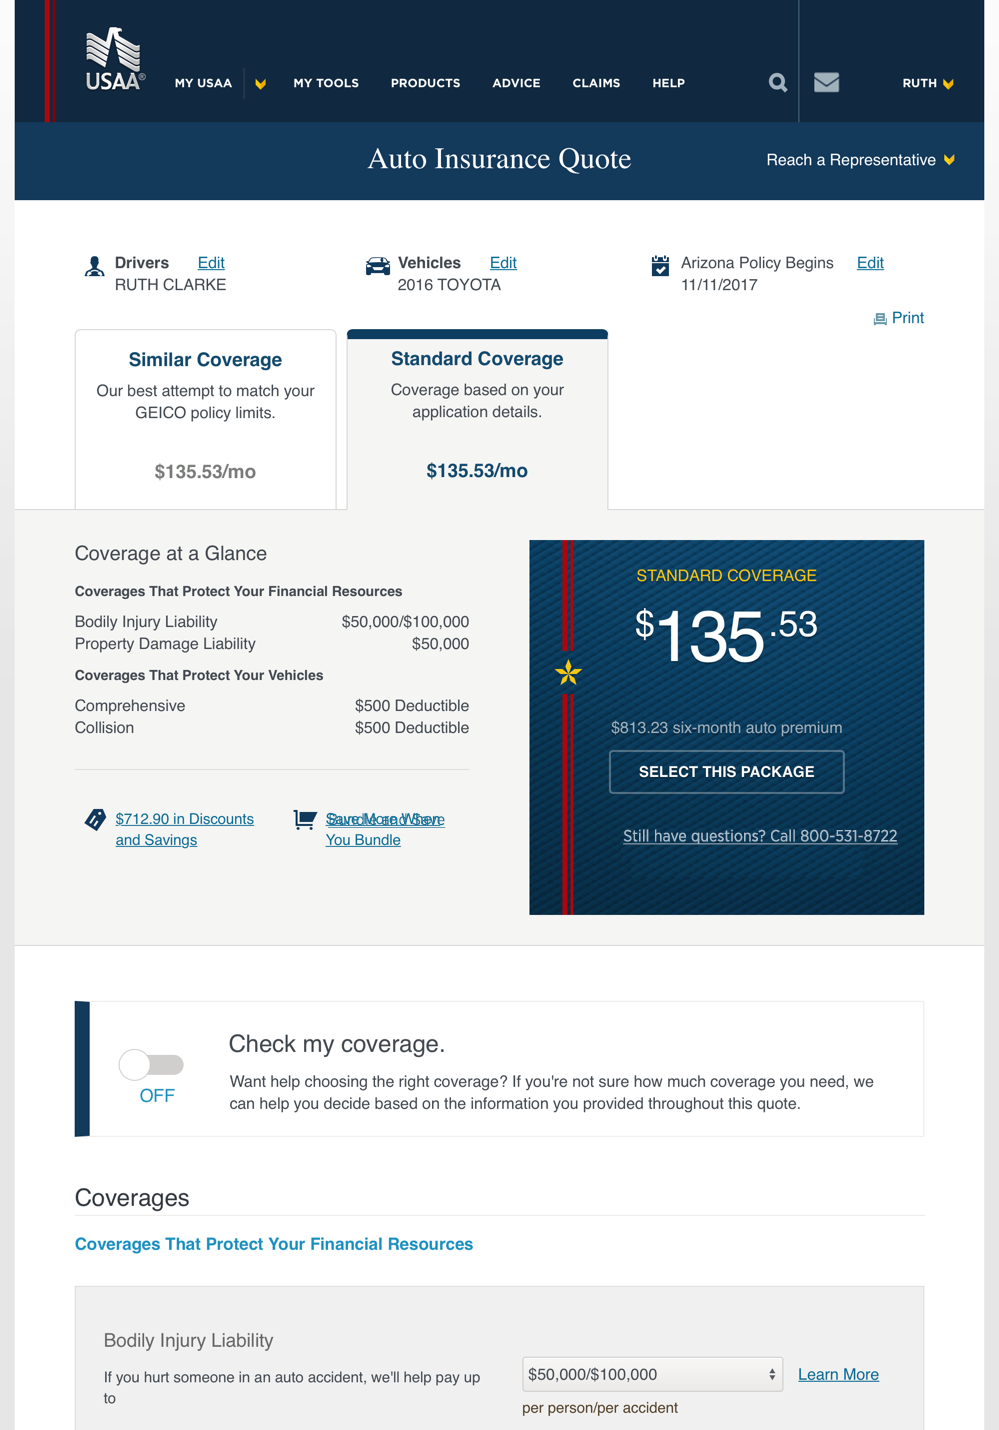 USAA®
MY USAA
MY TOOLS
PRODUCTS
ADVICE
CLAIMS
HELP
RUTH
Auto Insurance Quote
Reach a Representative
Drivers Edit
RUTH CLARKE
Vehicles Edit
2016 TOYOTA
Arizona Policy Begins Edit
11/11/2017
Print
Similar Coverage
Our best attempt to match your
GEICO policy limits.
$135.53/mo
Standard Coverage
Coverage based on your
application details.
$135.53/mo
Coverage at a Glance
Coverages That Protect Your Financial Resources
Bodily Injury Liability $50,000/$100,000
Property Damage Liability $50,000
Coverages That Protect Your Vehicles
Comprehensive $500 Deductible
Collision $500 Deductible
$712.90 in Discounts
and Savings
Save More When
You Bundle
Bundle and Save
STANDARD COVERAGE
$135.53
$813.23 six-month auto premium
SELECT THIS PACKAGE
Still have questions? Call 800-531-8722
OFF
Check my coverage.
Want help choosing the right coverage? If you're not sure how much coverage you need, we
can help you decide based on the information you provided throughout this quote.
Coverages
Coverages That Protect Your Financial Resources
Bodily Injury Liability
If you hurt someone in an auto accident, we'll help pay up
to
$50,000/$100,000
Learn More
per person/per accident